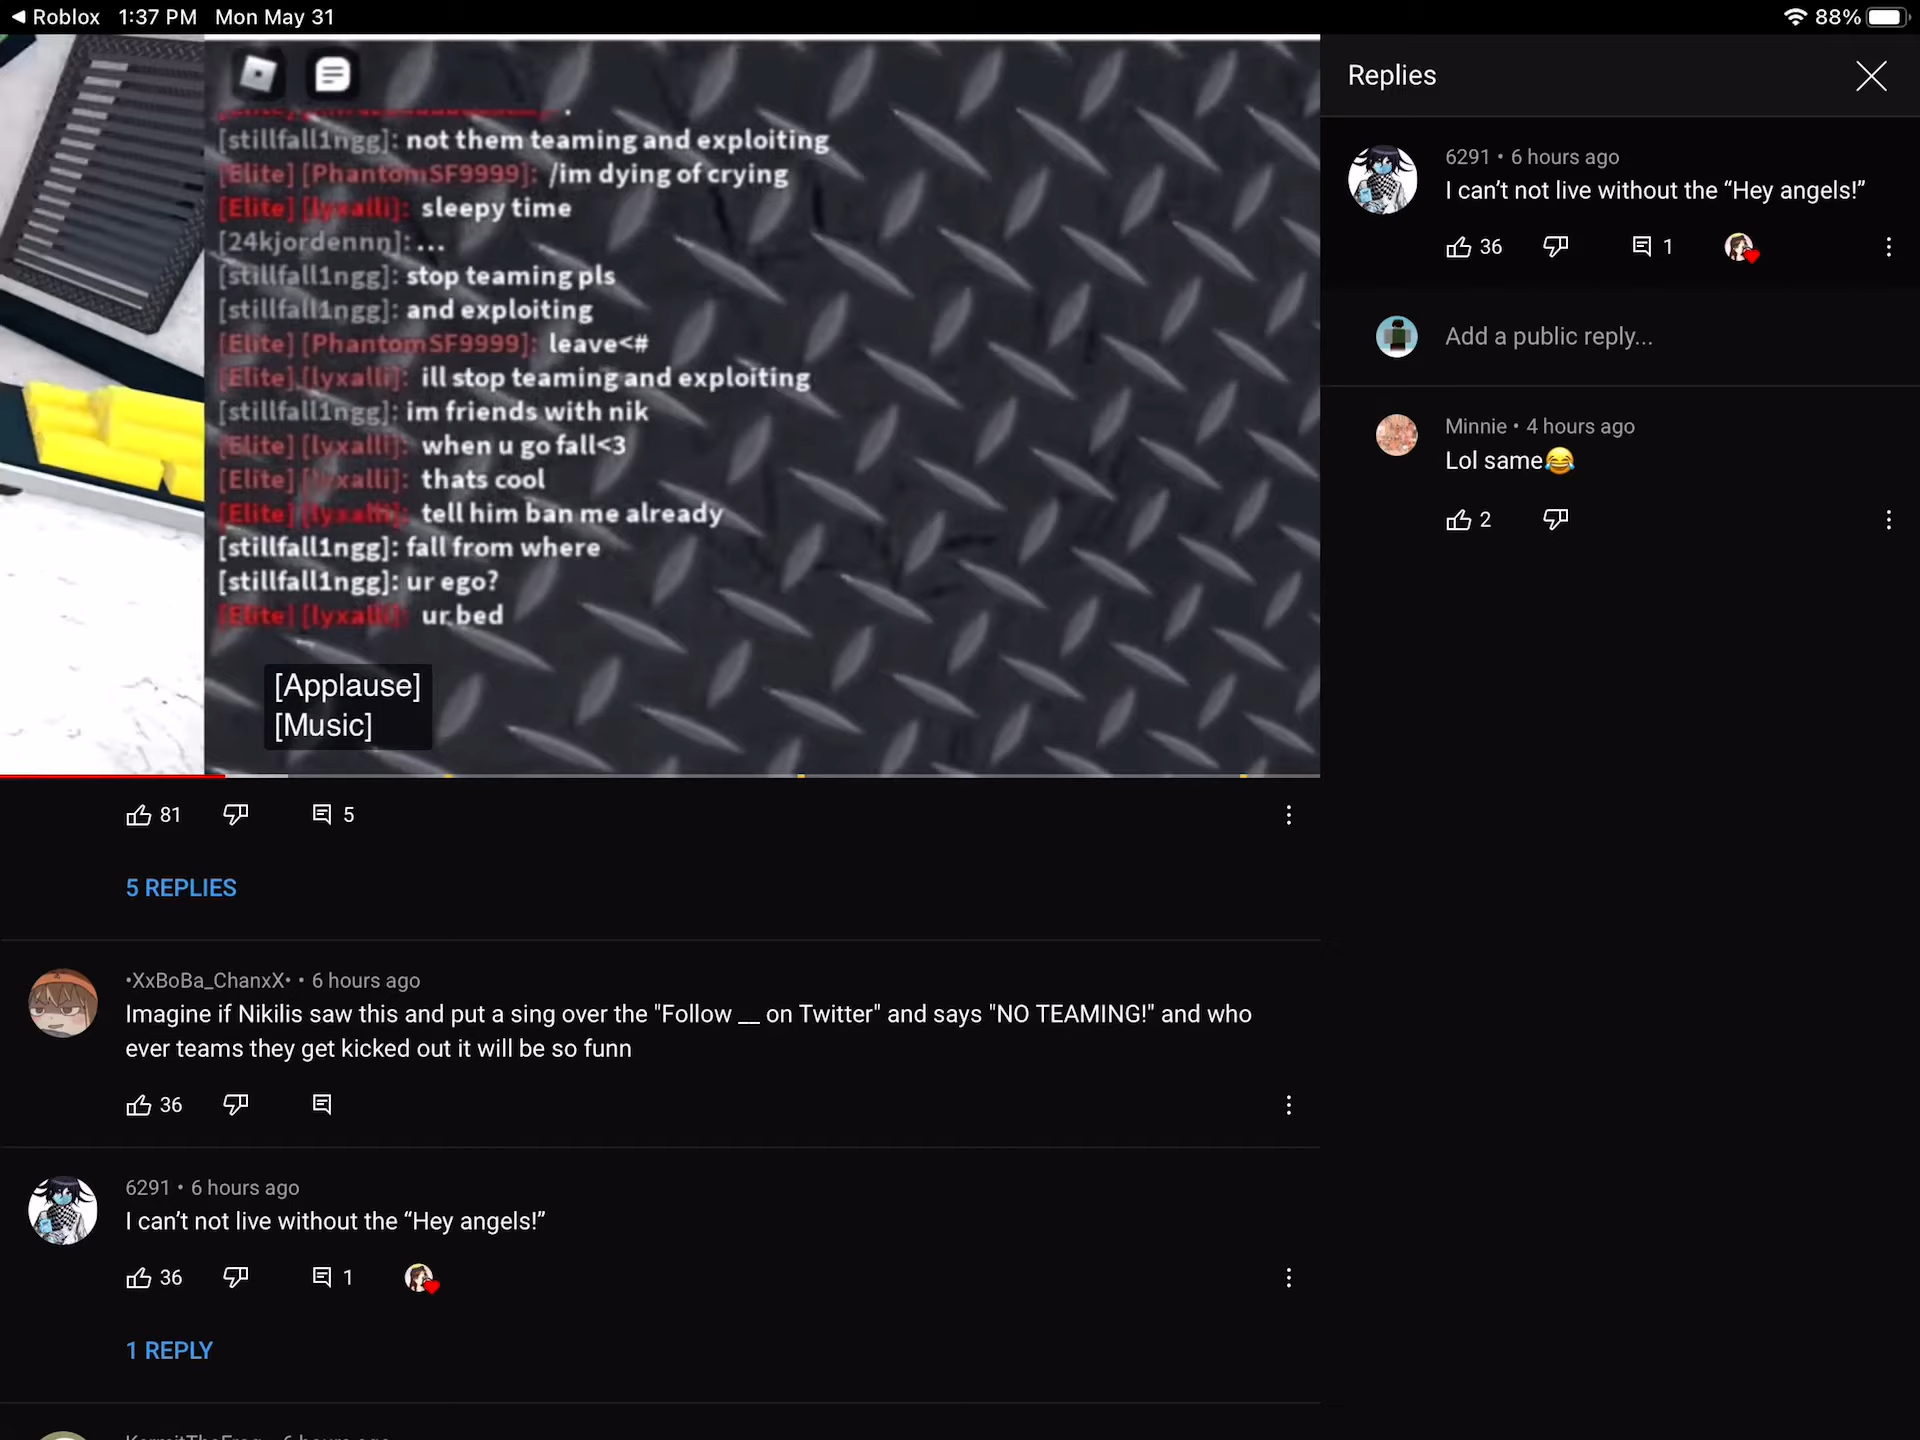 Roblox 1:37 PM Mon May 31
88%
[stillfall1ngg]: not them teaming and exploiting
[Elite] [PhantomSF9999]: /im dying of crying
[Elite] [lyxalli]: sleepy time
[24kjordennn]: ...
[stillfall1ngg]: stop teaming pls
[stillfall1ngg]: and exploiting
[Elite] [PhantomSF9999]: leave<#
[Elite] [lyxalli]: ill stop teaming and exploiting
[stillfall1ngg]: im friends with nik
[Elite] [lyxalli]: when u go fall<3
[Elite] [lyxalli]: thats cool
[Elite] [lyxalli]: tell him ban me already
[stillfall1ngg]: fall from where
[stillfall1ngg]: ur ego?
[Elite] [lyxalli]: ur bed
[Applause]
[Music]
81
5
5 REPLIES
•XxBoBa_ChanxX• • 6 hours ago
Imagine if Nikilis saw this and put a sing over the "Follow __ on Twitter" and says "NO TEAMING!" and who
ever teams they get kicked out it will be so funn
36
6291 • 6 hours ago
I can’t not live without the “Hey angels!”
36
1
1 REPLY
Replies
6291 • 6 hours ago
I can’t not live without the “Hey angels!”
36
1
Add a public reply...
Minnie • 4 hours ago
Lol same😂
2